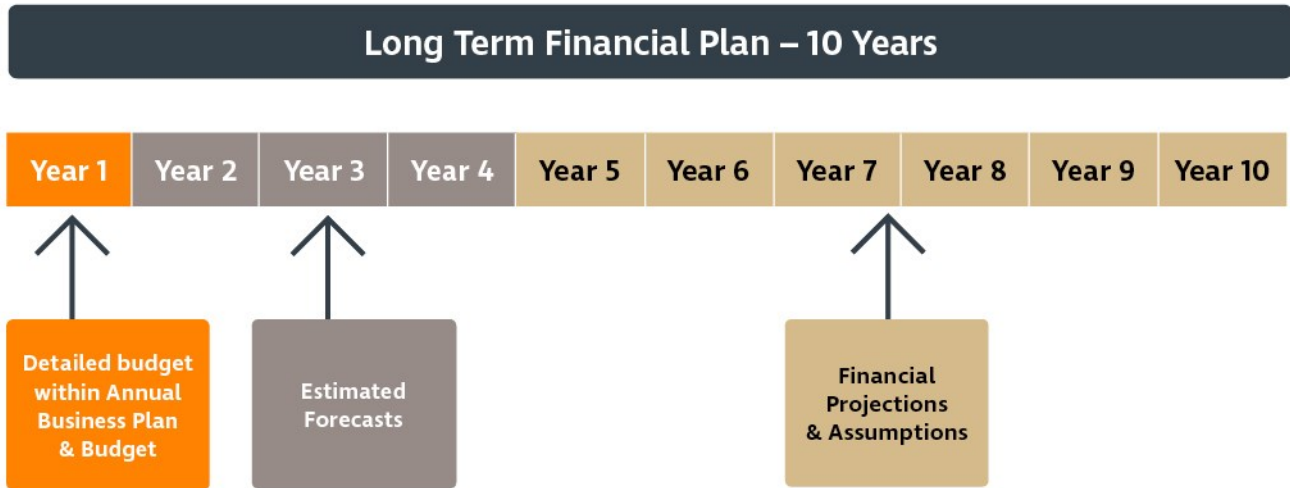 Long Term Financial Plan – 10 Years
Year 1
Year 2
Year 3
Year 4
Year 5
Year 6
Year 7
Year 8
Year 9
Year 10
Detailed budget
within Annual
Business Plan
& Budget
Estimated
Forecasts
Financial
Projections
& Assumptions